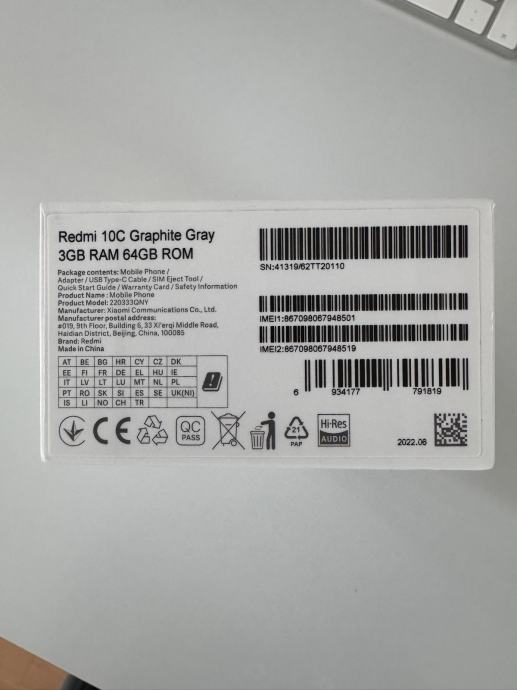 Redmi 10C Graphite Gray
3GB RAM 64GB ROM
Package contents: Mobile Phone /
Adapter / USB Type-C Cable / SIM Eject Tool /
Quick Start Guide / Warranty Card / Safety Information
Product Name : Mobile Phone
Product Model: 220333QNY
Manufacturer: Xiaomi Communications Co., Ltd.
Manufacturer postal address:
#019, 9th Floor, Building 6, 33 Xi'erqi Middle Road,
Haidian District, Beijing, China, 100085
Brand: Redmi
Made in China
AT BE BG HR CY CZ DK
EE FI FR DE EL HU IE
IT LV LT LU MT NL PL
PT RO SK SI ES SE UK(NI)
IS LI NO CH TR
SN:41319/62TT20110
IMEI1:867098067948501
IMEI2:867098067948519
6 934177 791819
CE
QC
PASS
21
PAP
Hi-Res
AUDIO
2022.06